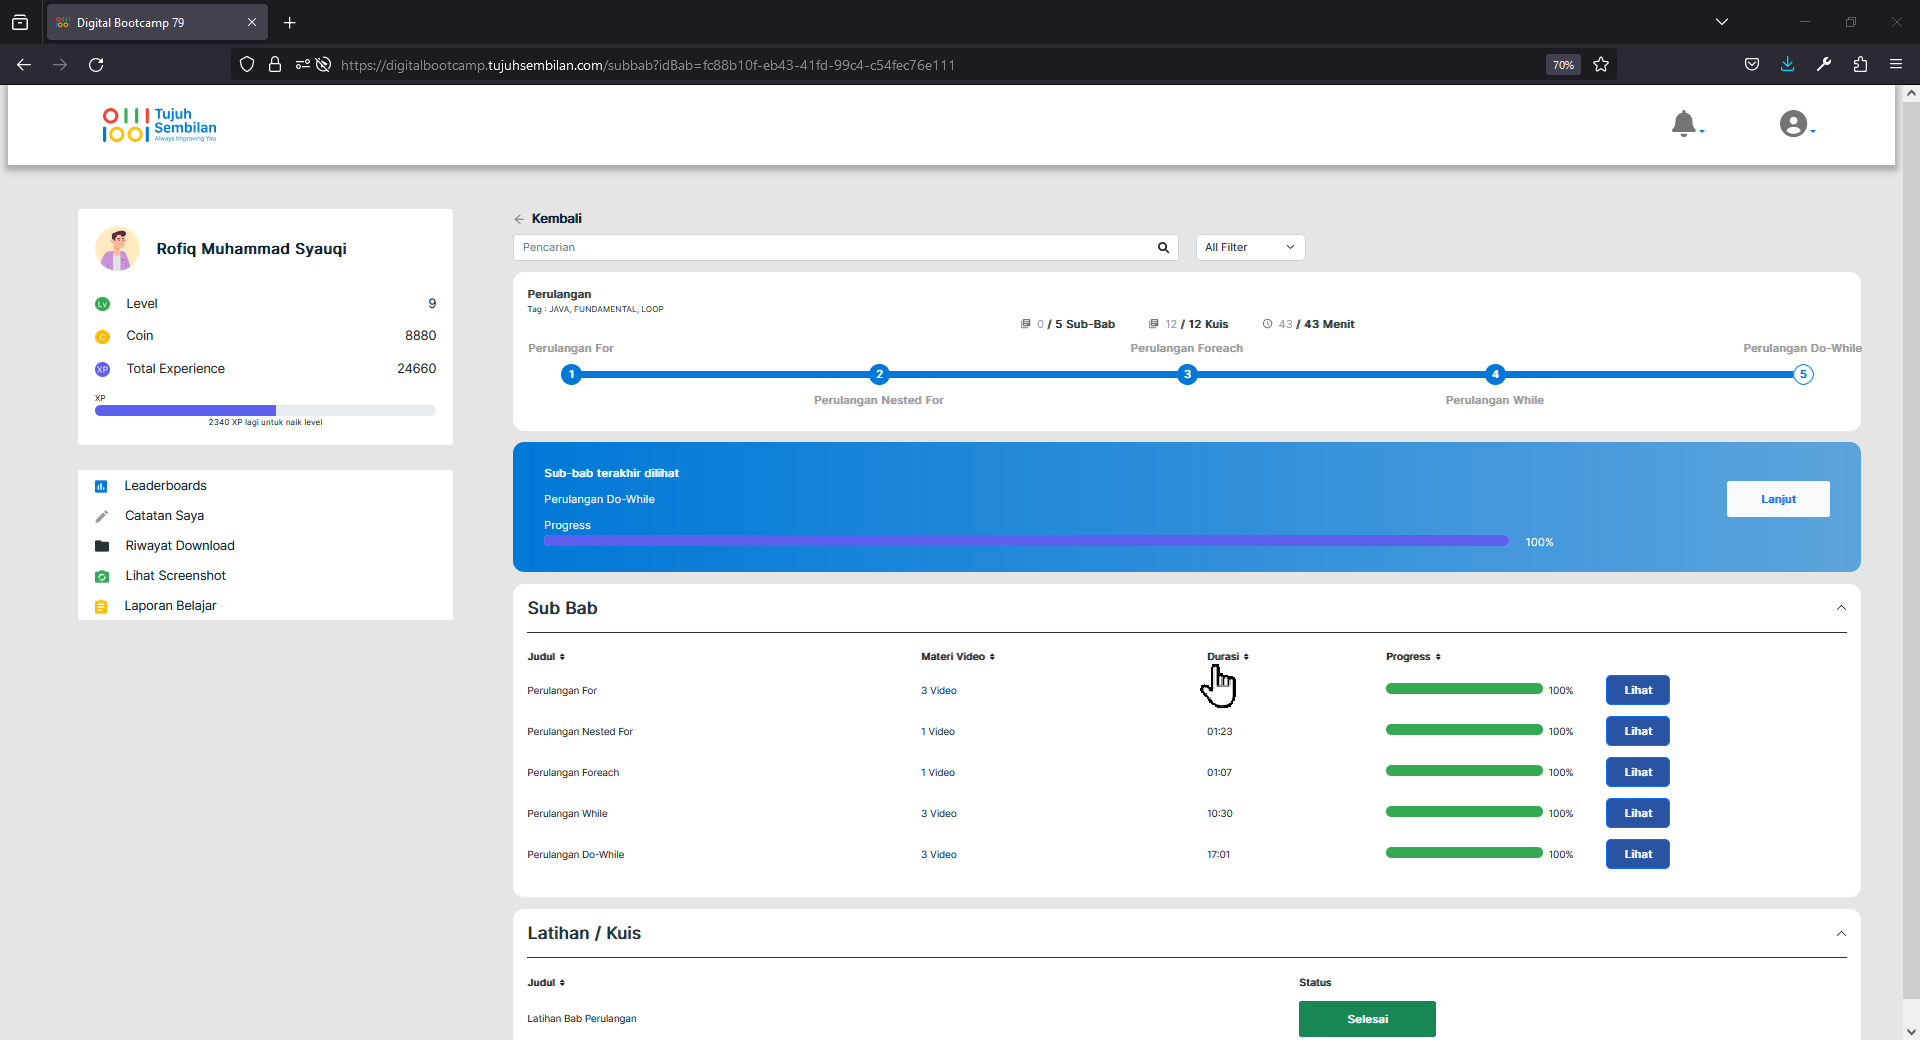 Digital Bootcamp 79
https://digitalbootcamp.tujuhsembilan.com/subbab?idBab=fc88b10f-eb43-41fd-99c4-c54fec76e111
70%
Tujuh
Sembilan
Always Improving You
Rofiq Muhammad Syauqi
Lv Level 9
C Coin 8880
XP Total Experience 24660
XP
2340 XP lagi untuk naik level
Leaderboards
Catatan Saya
Riwayat Download
Lihat Screenshot
Laporan Belajar
Kembali
Pencarian
All Filter
Perulangan
Tag : JAVA, FUNDAMENTAL, LOOP
0 / 5 Sub-Bab 12 / 12 Kuis 43 / 43 Menit
Perulangan For Perulangan Foreach Perulangan Do-While
1 2 3 4 5
Perulangan Nested For Perulangan While
Sub-bab terakhir dilihat
Perulangan Do-While
Lanjut
Progress
100%
Sub Bab
Judul Materi Video Durasi Progress
Perulangan For 3 Video 100% Lihat
Perulangan Nested For 1 Video 01:23 100% Lihat
Perulangan Foreach 1 Video 01:07 100% Lihat
Perulangan While 3 Video 10:30 100% Lihat
Perulangan Do-While 3 Video 17:01 100% Lihat
Latihan / Kuis
Judul Status
Latihan Bab Perulangan Selesai